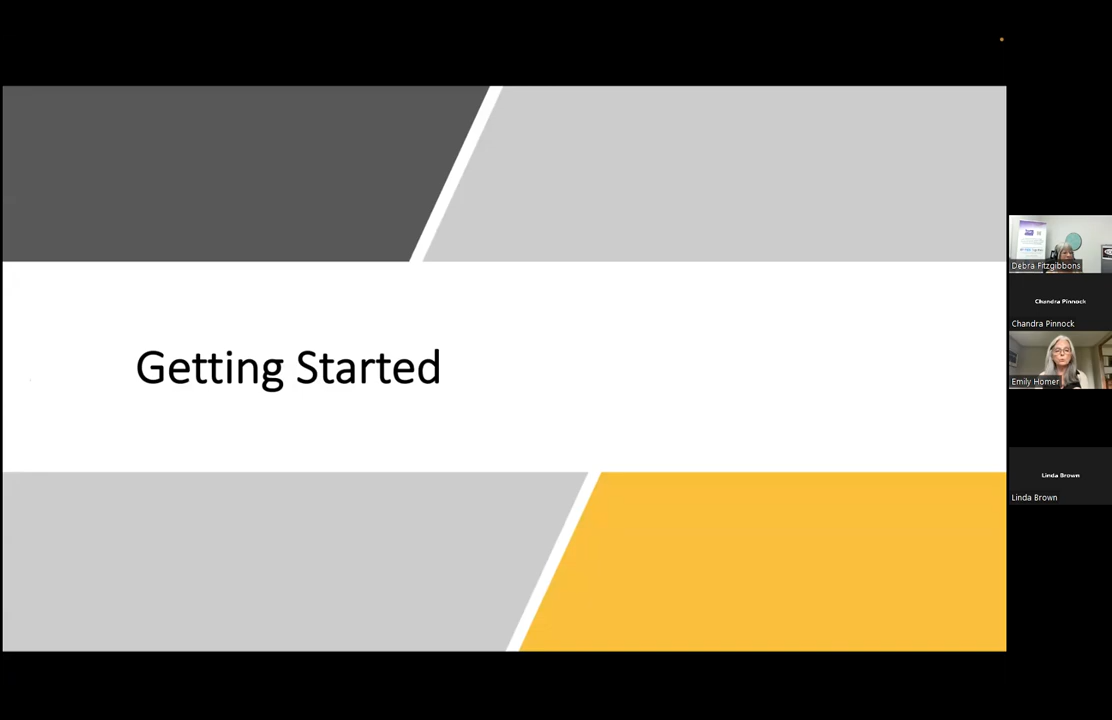 Getting Started
Debra Fitzgibbons
Chandra Pinnock
Chandra Pinnock
Emily Homer
Linda Brown
Linda Brown